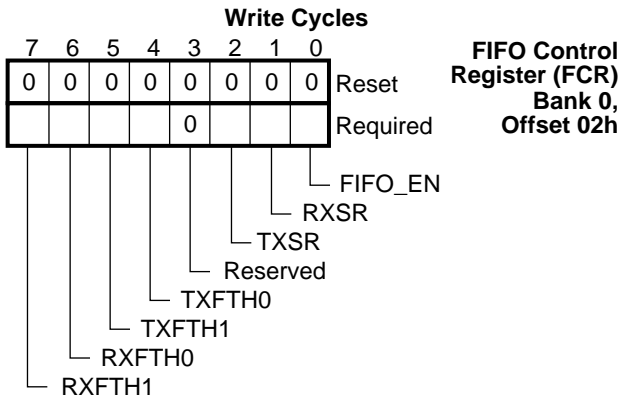 Write Cycles
7 6 5 4 3 2 1 0
FIFO Control
Register (FCR)
Bank 0,
Offset 02h
0 0 0 0 0 0 0 0 Reset
0 Required
FIFO_EN
RXSR
TXSR
Reserved
TXFTH0
TXFTH1
RXFTH0
RXFTH1